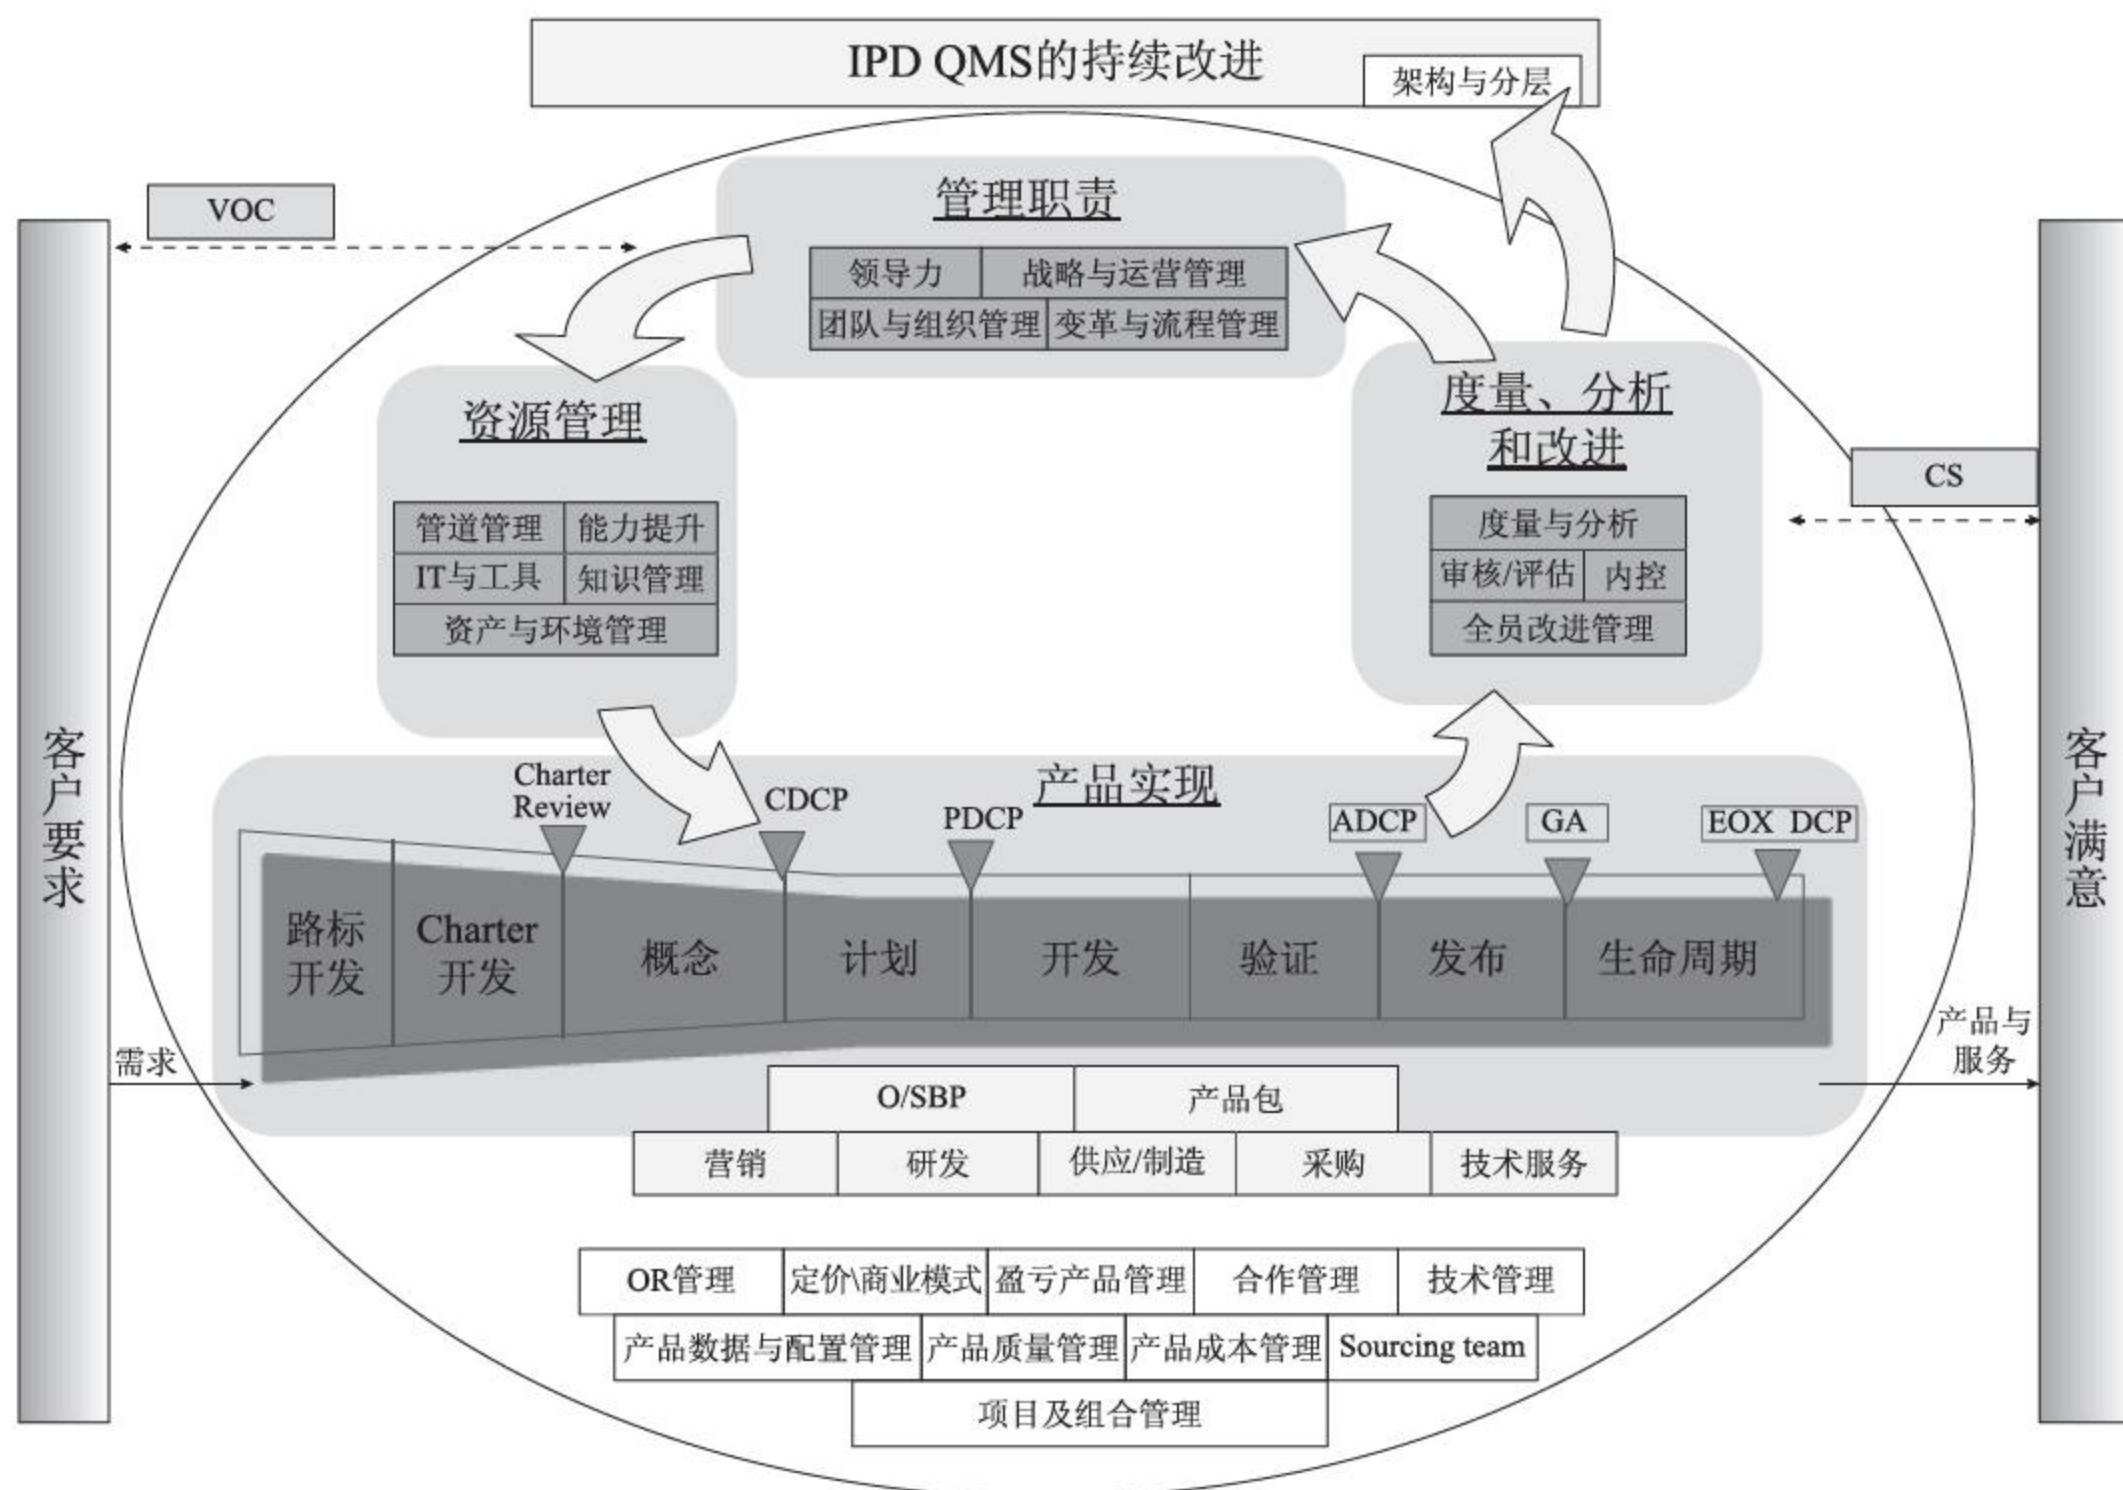 IPD QMS的持续改进
架构与分层
VOC
管理职责
领导力
战略与运营管理
团队与组织管理
变革与流程管理
资源管理
管道管理
能力提升
IT与工具
知识管理
资产与环境管理
度量、分析
和改进
度量与分析
审核/评估
内控
全员改进管理
CS
客户要求
客户满意
产品实现
Charter
Review
CDCP
PDCP
ADCP
GA
EOX DCP
路标
开发
Charter
开发
概念
计划
开发
验证
发布
生命周期
需求
产品与
服务
O/SBP
产品包
营销
研发
供应/制造
采购
技术服务
OR管理
定价\商业模式
盈亏产品管理
合作管理
技术管理
产品数据与配置管理
产品质量管理
产品成本管理
Sourcing team
项目及组合管理